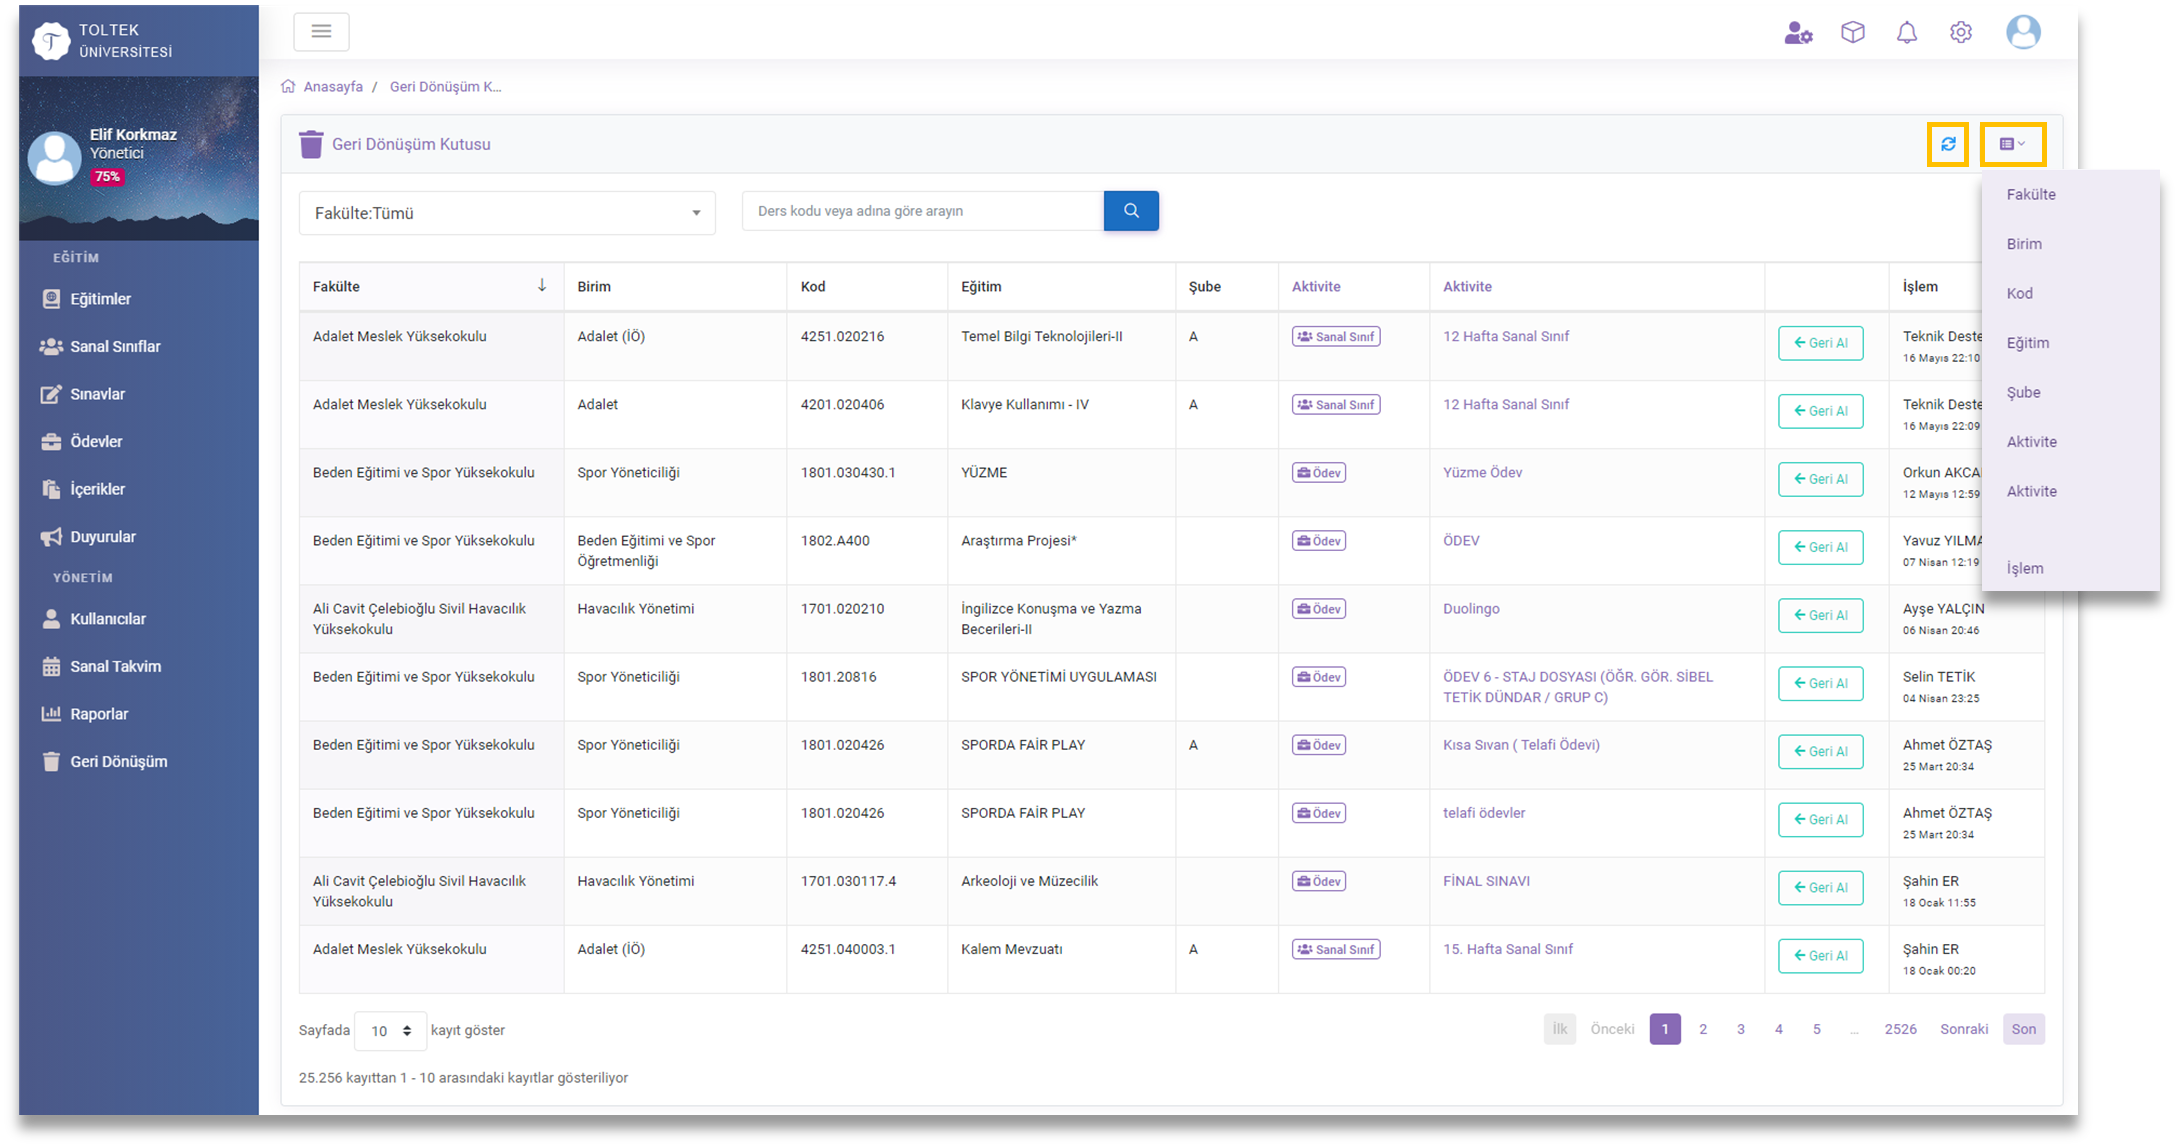 TOLTEK
ÜNİVERSİTESİ
Elif Korkmaz
Yönetici
75%
EĞİTİM
Eğitimler
Sanal Sınıflar
Sınavlar
Ödevler
İçerikler
Duyurular
YÖNETİM
Kullanıcılar
Sanal Takvim
Raporlar
Geri Dönüşüm
Anasayfa / Geri Dönüşüm K...
Geri Dönüşüm Kutusu
Fakülte:Tümü
Ders kodu veya adına göre arayın
Fakülte
Birim
Kod
Eğitim
Şube
Aktivite
Aktivite
İşlem
Fakülte Birim Kod Eğitim Şube Aktivite Aktivite İşlem
Adalet Meslek Yüksekokulu Adalet (İÖ) 4251.020216 Temel Bilgi Teknolojileri-II A Sanal Sınıf 12 Hafta Sanal Sınıf Geri Al Teknik Deste
16 Mayıs 22:10
Adalet Meslek Yüksekokulu Adalet 4201.020406 Klavye Kullanımı - IV A Sanal Sınıf 12 Hafta Sanal Sınıf Geri Al Teknik Deste
16 Mayıs 22:09
Beden Eğitimi ve Spor Yüksekokulu Spor Yöneticiliği 1801.030430.1 YÜZME Ödev Yüzme Ödev Geri Al Orkun AKCA
12 Mayıs 12:59
Beden Eğitimi ve Spor Yüksekokulu Beden Eğitimi ve Spor 1802.A400 Araştırma Projesi* Ödev ÖDEV Geri Al Yavuz YILMA
Öğretmenliği 07 Nisan 12:19
Ali Cavit Çelebioğlu Sivil Havacılık Havacılık Yönetimi 1701.020210 İngilizce Konuşma ve Yazma Ödev Duolingo Geri Al Ayşe YALÇIN
Yüksekokulu Becerileri-II 06 Nisan 20:46
Beden Eğitimi ve Spor Yüksekokulu Spor Yöneticiliği 1801.20816 SPOR YÖNETİMİ UYGULAMASI Ödev ÖDEV 6 - STAJ DOSYASI (ÖĞR. GÖR. SİBEL Geri Al Selin TETİK
TETİK DÜNDAR / GRUP C) 04 Nisan 23:25
Beden Eğitimi ve Spor Yüksekokulu Spor Yöneticiliği 1801.020426 SPORDA FAİR PLAY A Ödev Kısa Sıvan ( Telafi Ödevi) Geri Al Ahmet ÖZTAŞ
25 Mart 20:34
Beden Eğitimi ve Spor Yüksekokulu Spor Yöneticiliği 1801.020426 SPORDA FAİR PLAY Ödev telafi ödevler Geri Al Ahmet ÖZTAŞ
25 Mart 20:34
Ali Cavit Çelebioğlu Sivil Havacılık Havacılık Yönetimi 1701.030117.4 Arkeoloji ve Müzecilik Ödev FİNAL SINAVI Geri Al Şahin ER
Yüksekokulu 18 Ocak 11:55
Adalet Meslek Yüksekokulu Adalet (İÖ) 4251.040003.1 Kalem Mevzuatı A Sanal Sınıf 15. Hafta Sanal Sınıf Geri Al Şahin ER
18 Ocak 00:20
Sayfada 10 kayıt göster
İlk Önceki 1 2 3 4 5 ... 2526 Sonraki Son
25.256 kayıttan 1 - 10 arasındaki kayıtlar gösteriliyor